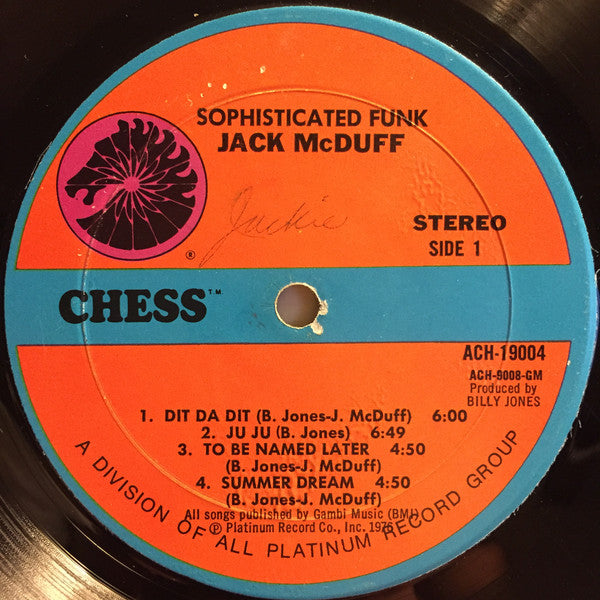 SOPHISTICATED FUNK
JACK McDUFF
Jackie
®
STEREO
SIDE 1
CHESS™
ACH-19004
ACH-9008-GM
Produced by
BILLY JONES
1. DIT DA DIT (B. Jones-J. McDuff) 6:00
2. JU JU (B. Jones) 6:49
3. TO BE NAMED LATER 4:50
(B. Jones-J. McDuff)
4. SUMMER DREAM 4:50
(B. Jones-J. McDuff)
All songs published by Gambi Music (BMI)
Ⓟ Platinum Record Co., Inc. 1976
A DIVISION OF ALL PLATINUM RECORD GROUP